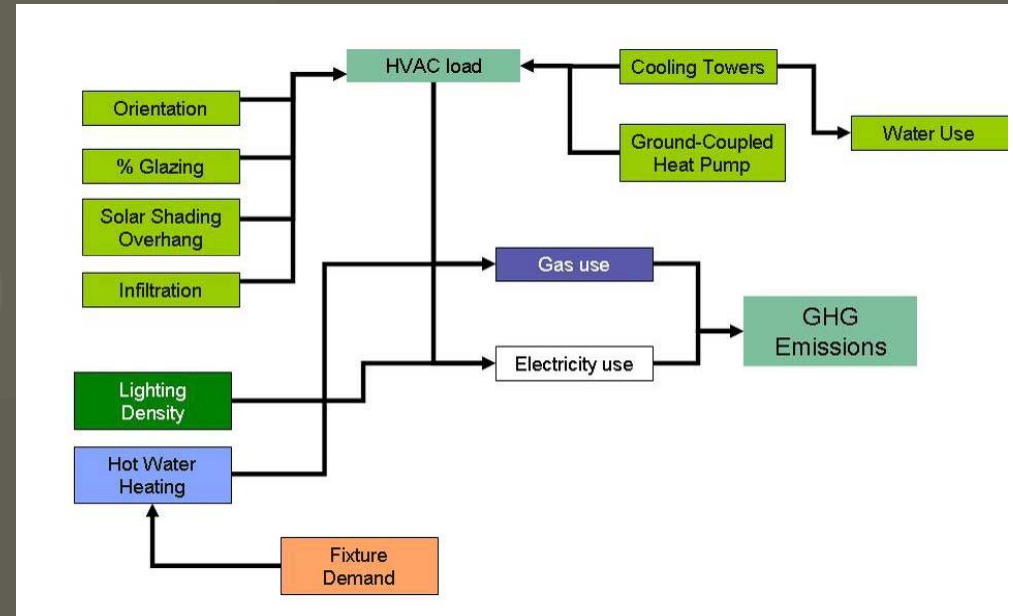 HVAC load
Cooling Towers
Orientation
Water Use
Ground-Coupled
Heat Pump
% Glazing
Solar Shading
Overhang
Infiltration
Gas use
GHG
Emissions
Electricity use
Lighting
Density
Hot Water
Heating
Fixture
Demand